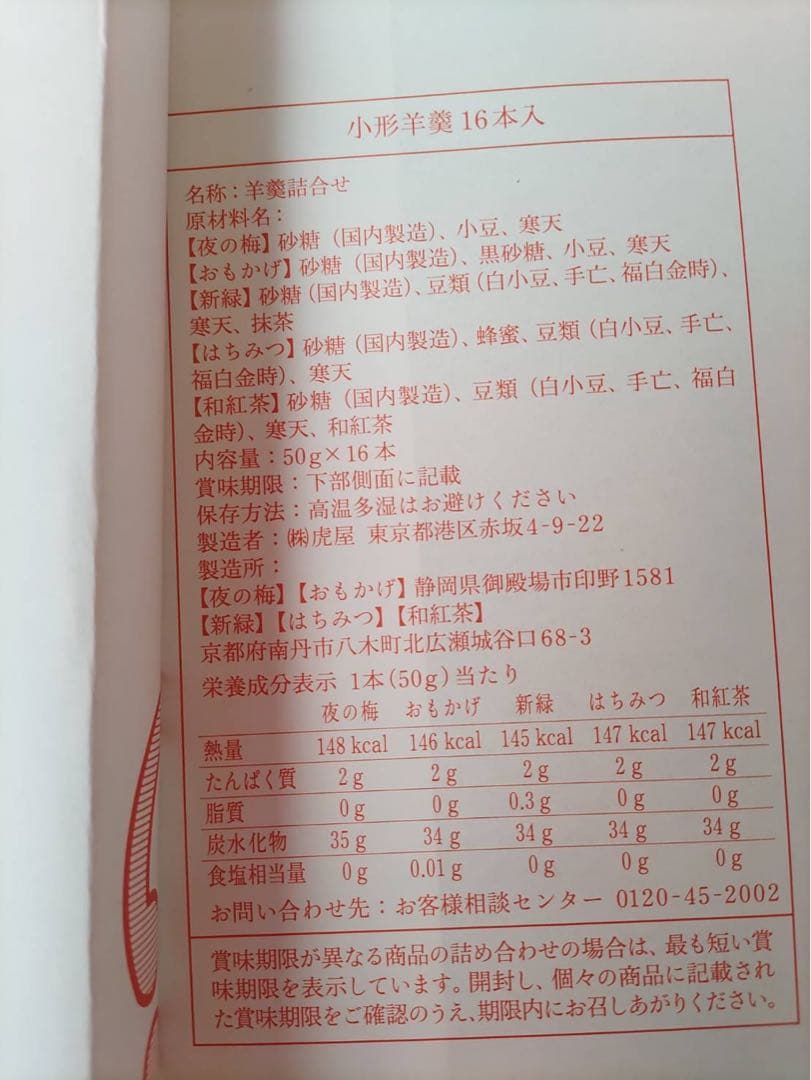 小形羊羹 16本入
名称：羊羹詰合せ
原材料名：
【夜の梅】砂糖（国内製造）、小豆、寒天
【おもかげ】砂糖（国内製造）、黒砂糖、小豆、寒天
【新緑】砂糖（国内製造）、豆類（白小豆、手亡、福白金時）、
寒天、抹茶
【はちみつ】砂糖（国内製造）、蜂蜜、豆類（白小豆、手亡、
福白金時）、寒天
【和紅茶】砂糖（国内製造）、豆類（白小豆、手亡、福白
金時）、寒天、和紅茶
内容量：50g×16本
賞味期限：下部側面に記載
保存方法：高温多湿はお避けください
製造者：㈱虎屋 東京都港区赤坂4-9-22
製造所：
【夜の梅】【おもかげ】静岡県御殿場市印野1581
【新緑】【はちみつ】【和紅茶】
京都府南丹市八木町北広瀬城谷口68-3
栄養成分表示 1本(50g)当たり
夜の梅 おもかげ 新緑 はちみつ 和紅茶
熱量 148 kcal 146 kcal 145 kcal 147 kcal 147 kcal
たんぱく質 2g 2g 2g 2g 2g
脂質 0g 0g 0.3g 0g 0g
炭水化物 35g 34g 34g 34g 34g
食塩相当量 0g 0.01g 0g 0g 0g
お問い合わせ先：お客様相談センター 0120-45-2002
賞味期限が異なる商品の詰め合わせの場合は、最も短い賞
味期限を表示しています。開封し、個々の商品に記載され
た賞味期限をご確認のうえ、期限内にお召しあがりください。